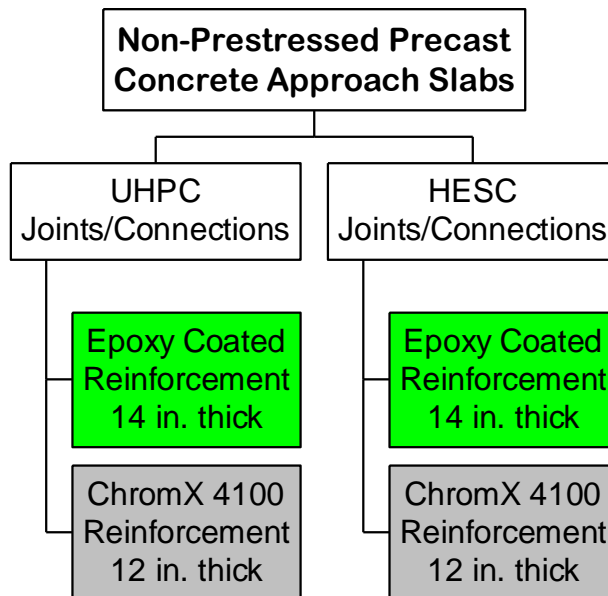 Non-Prestressed Precast
Concrete Approach Slabs
UHPC
Joints/Connections
HESC
Joints/Connections
Epoxy Coated
Reinforcement
14 in. thick
Epoxy Coated
Reinforcement
14 in. thick
ChromX 4100
Reinforcement
12 in. thick
ChromX 4100
Reinforcement
12 in. thick